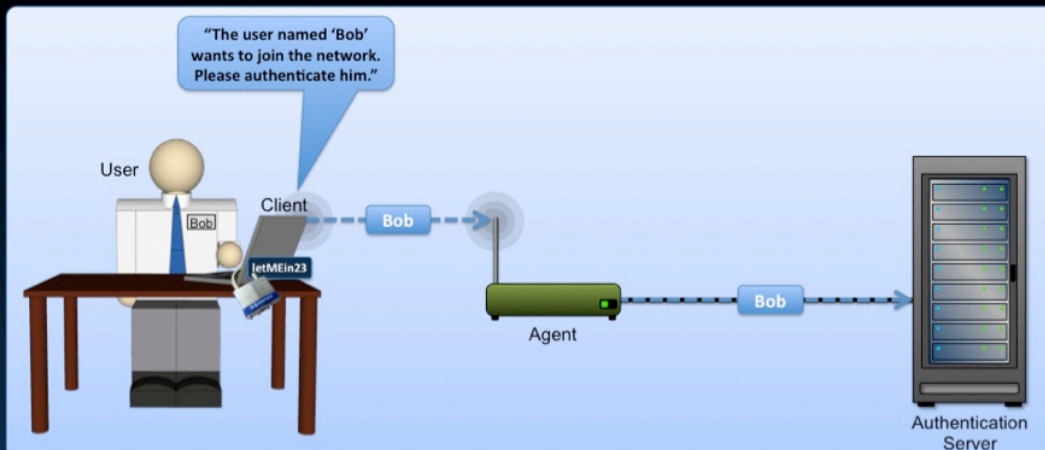 “The user named ‘Bob’
wants to join the network.
Please authenticate him.”
User
Client
Bob
Bob
letMEin23
Bob
Agent
Authentication
Server